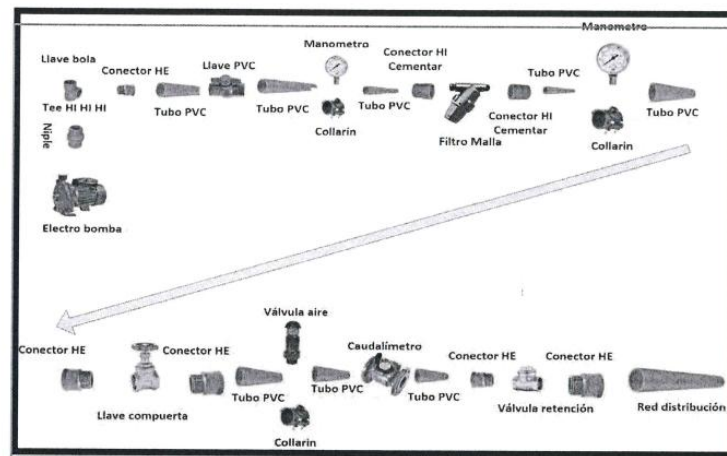 Manometro
Llave bola
Llave PVC
Manometro
Conector HI
Cementar
Conector HE
Tubo PVC
Tee HI HI HI
Tubo PVC
Tubo PVC
Tubo PVC
Conector HI
Cementar
Tubo PVC
Niple
Collarín
Filtro Malla
Collarin
Electro bomba
Válvula aire
Conector HE
Conector HE
Caudalímetro
Conector HE
Conector HE
Tubo PVC
Tubo PVC
Tubo PVC
Llave compuerta
Válvula retención
Red distribución
Collarin